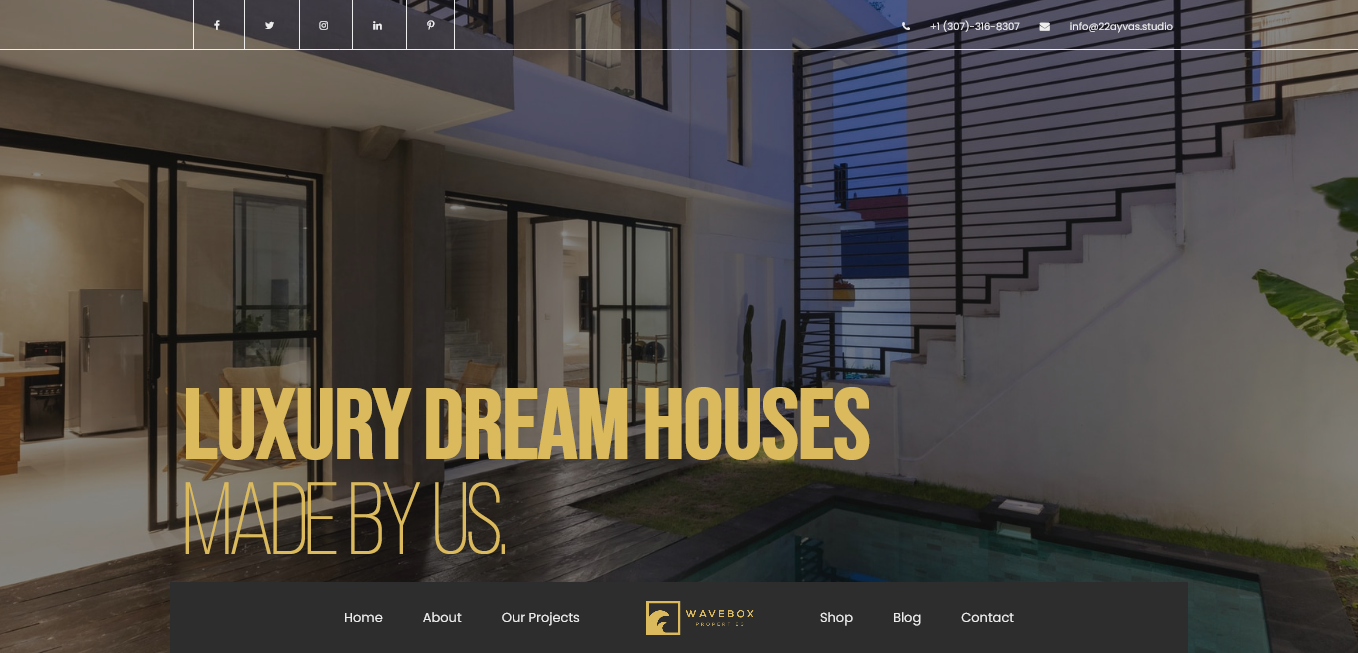 +1 (307)-316-8307 info@22ayvas.studio
LUXURY DREAM HOUSES
MADE BY US.
Home About Our Projects WAVEBOX PROPERTIES Shop Blog Contact